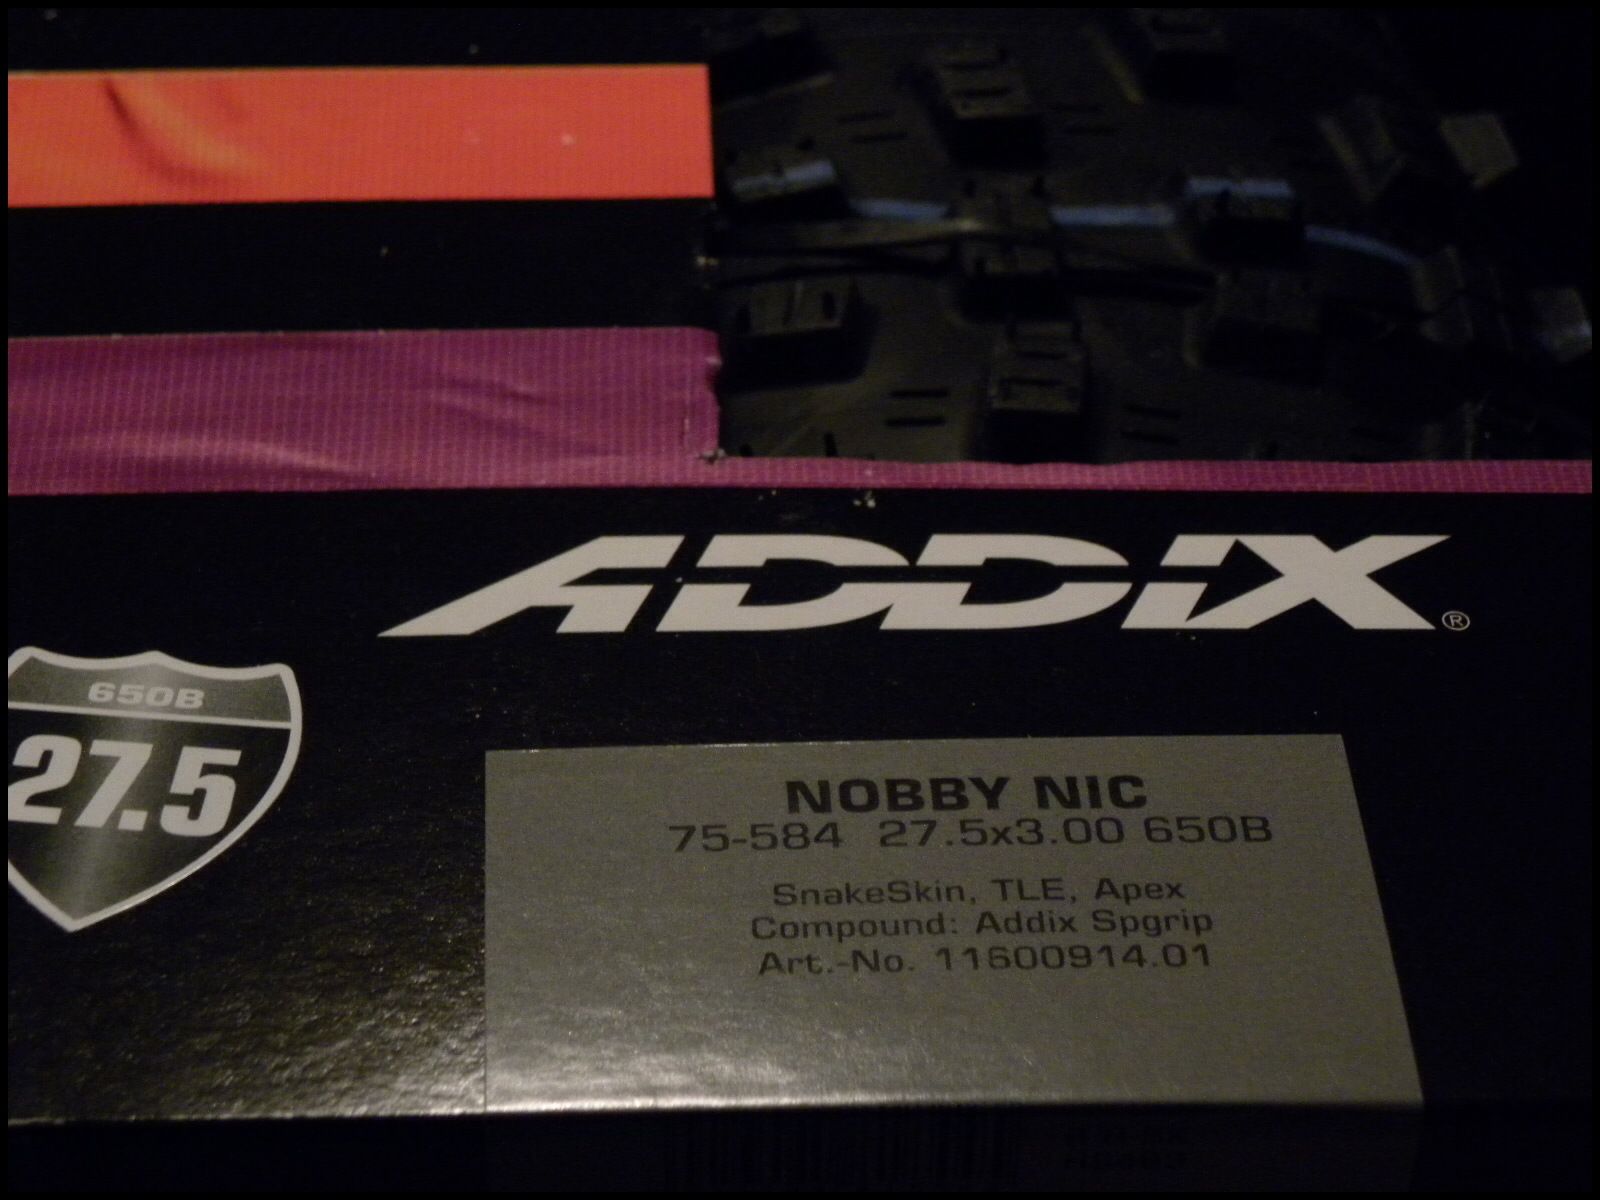 ADDIX®
650B
27.5
NOBBY NIC
75-584 27.5x3.00 650B
SnakeSkin, TLE, Apex
Compound: Addix Spgrip
Art.-No. 11600914.01